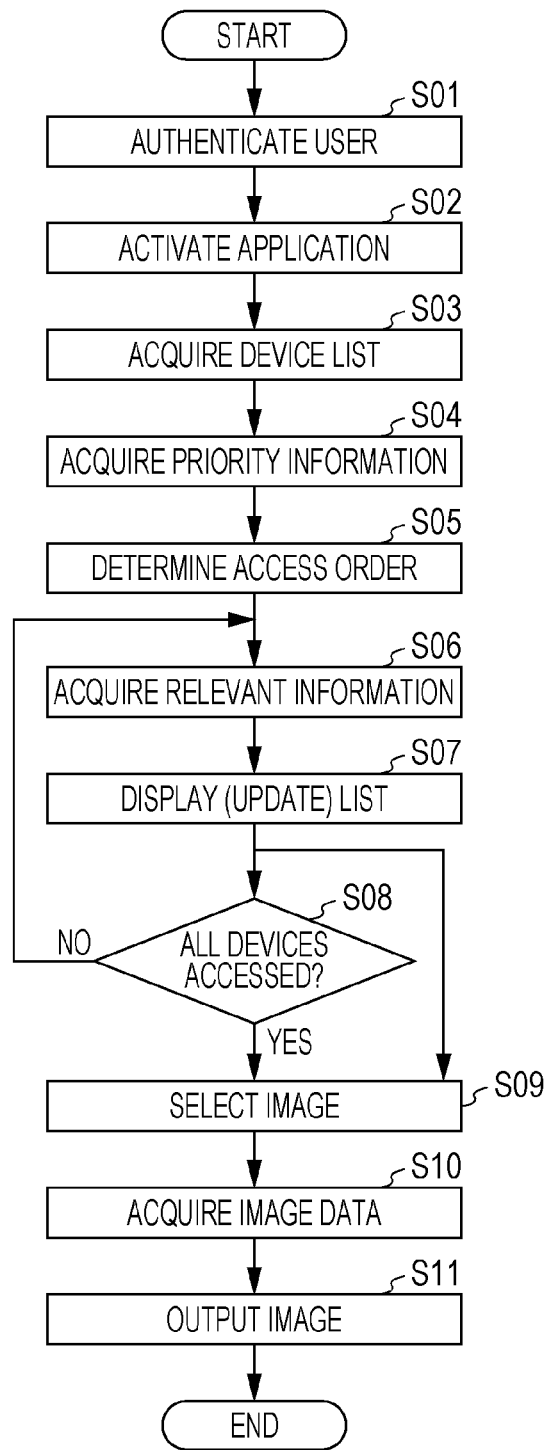 START
S01
AUTHENTICATE USER
S02
ACTIVATE APPLICATION
S03
ACQUIRE DEVICE LIST
S04
ACQUIRE PRIORITY INFORMATION
S05
DETERMINE ACCESS ORDER
S06
ACQUIRE RELEVANT INFORMATION
S07
DISPLAY (UPDATE) LIST
S08
ALL DEVICES
ACCESSED?
NO
YES
S09
SELECT IMAGE
S10
ACQUIRE IMAGE DATA
S11
OUTPUT IMAGE
END